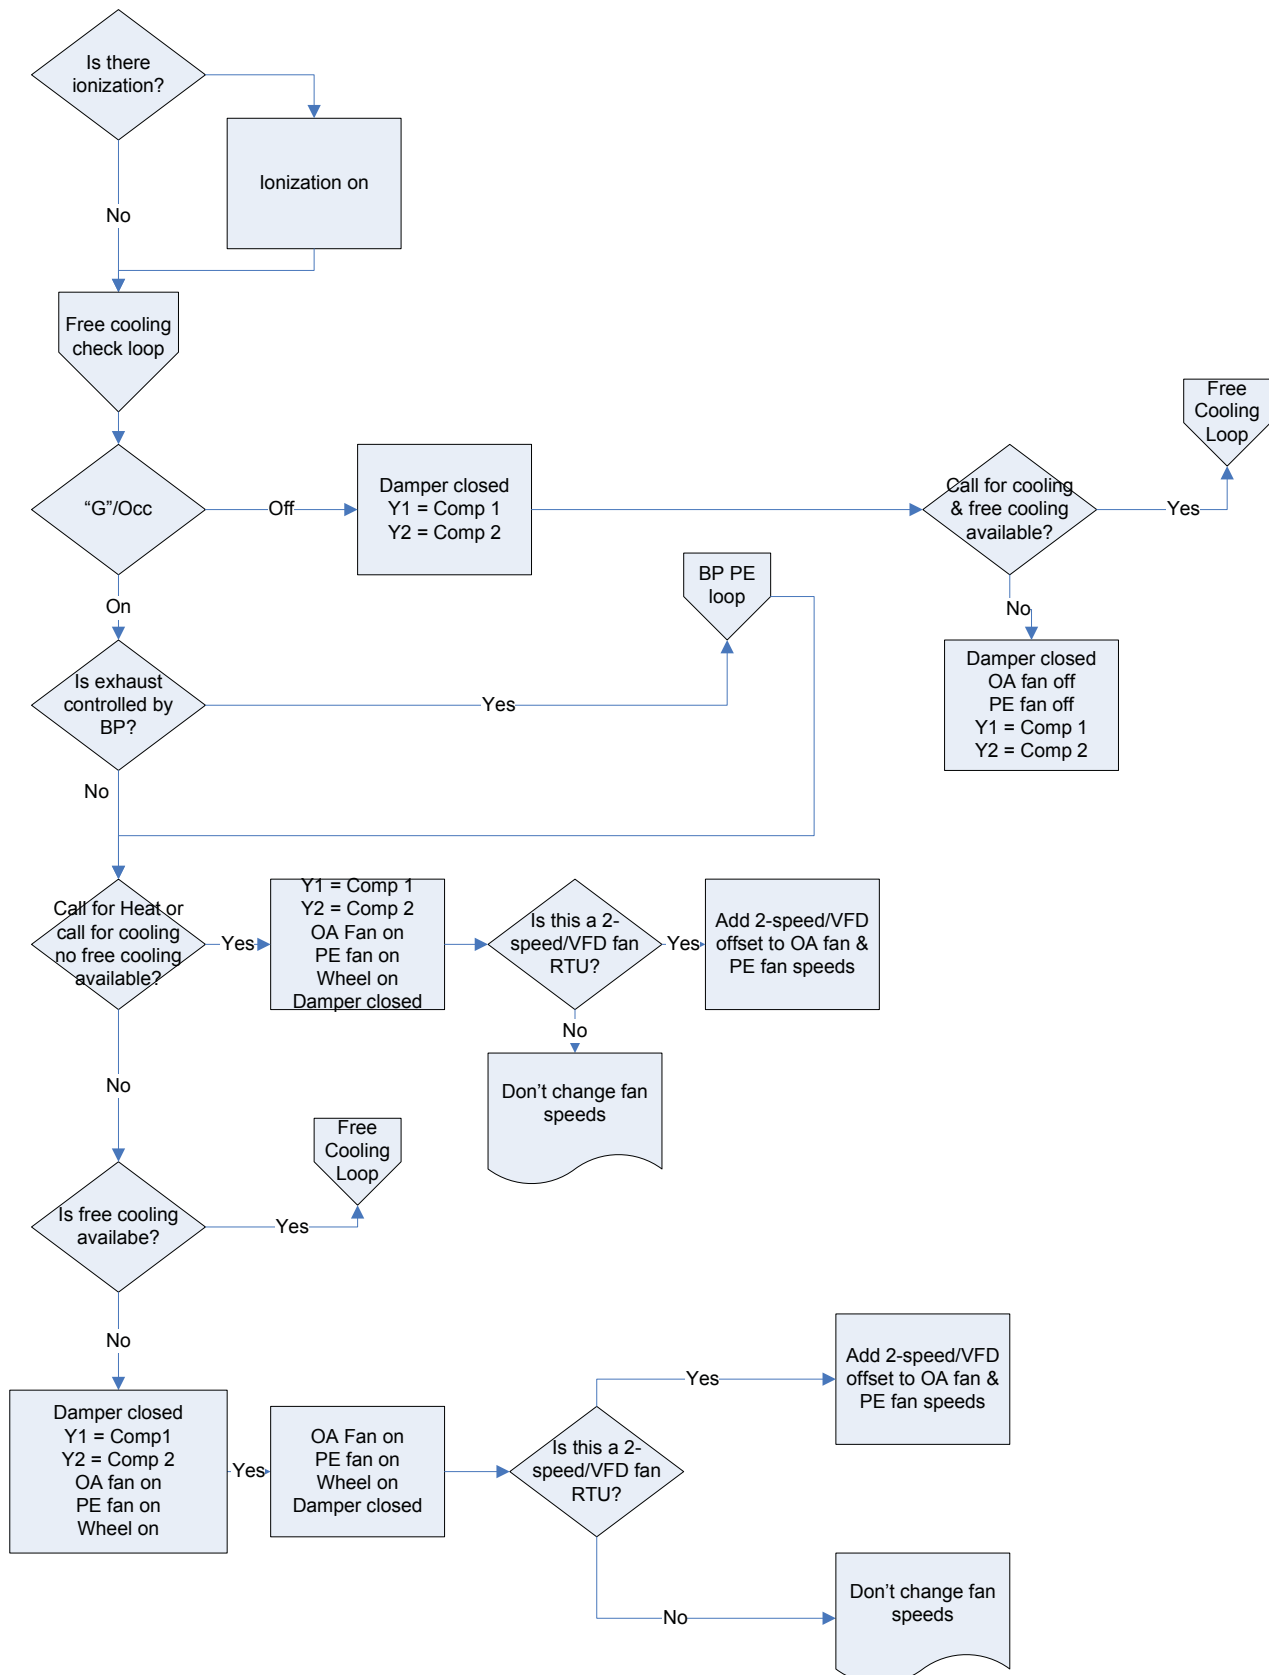 Is there
ionization?
Ionization on
No
Free cooling
check loop
Free
Cooling
Loop
“G”/Occ
Off
Damper closed
Y1 = Comp 1
Y2 = Comp 2
Call for cooling
& free cooling
available?
Yes
BP PE
loop
On
No
Is exhaust
controlled by
BP?
Yes
Damper closed
OA fan off
PE fan off
Y1 = Comp 1
Y2 = Comp 2
No
Call for Heat or
call for cooling
no free cooling
available?
Yes
Y1 = Comp 1
Y2 = Comp 2
OA Fan on
PE fan on
Wheel on
Damper closed
Is this a 2-
speed/VFD fan
RTU?
Yes
Add 2-speed/VFD
offset to OA fan &
PE fan speeds
No
Don’t change fan
speeds
No
Free
Cooling
Loop
Is free cooling
availabe?
Yes
No
Damper closed
Y1 = Comp1
Y2 = Comp 2
OA fan on
PE fan on
Wheel on
Yes
OA Fan on
PE fan on
Wheel on
Damper closed
Is this a 2-
speed/VFD fan
RTU?
Yes
Add 2-speed/VFD
offset to OA fan &
PE fan speeds
No
Don’t change fan
speeds